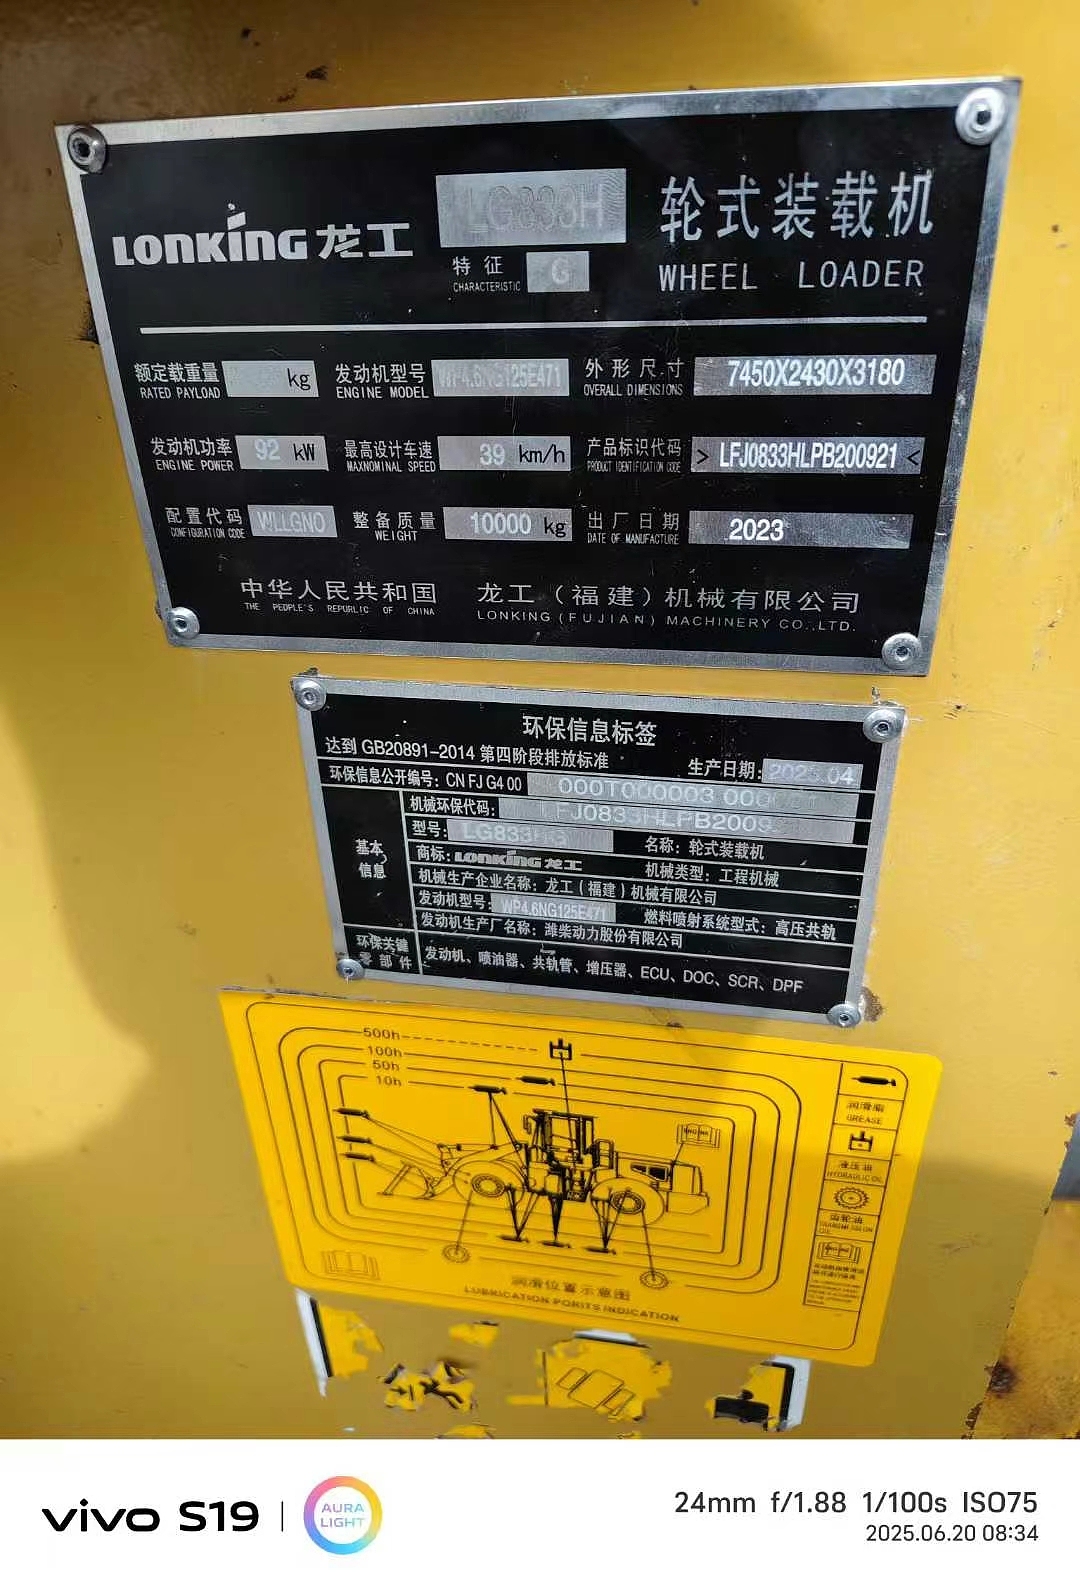 LONKING 龙工 LG833H 轮式装载机
特征 G
CHARACTERISTIC
WHEEL LOADER
额定载重量 kg 发动机型号 WP4.6NG125E471 外形尺寸 7450X2430X3180
RATED PAYLOAD ENGINE MODEL OVERALL DIMENSIONS
发动机功率 92 kW 最高设计车速 39 km/h 产品标识代码 > LFJ0833HLPB200921 <
ENGINE POWER MAXNOMINAL SPEED PRODUCT IDENTIFICATION CODE
配置代码 WLLGNO 整备质量 10000 kg 出厂日期 2023
CONFIGURATION CODE WEIGHT DATE OF MANUFACTURE
中华人民共和国 龙工（福建）机械有限公司
THE PEOPLE'S REPUBLIC OF CHINA LONKING (FUJIAN) MACHINERY CO.,LTD.
环保信息标签
达到 GB20891-2014 第四阶段排放标准
生产日期:
环保信息公开编号: CN FJ G4 00 0001000003
机械环保代码: LFJ0833HLPB2009
型号: LG833 名称: 轮式装载机
基本
信息
商标: LONKING 龙工 机械类型: 工程机械
机械生产企业名称: 龙工（福建）机械有限公司
发动机型号: WP4.6NG125E471 燃料喷射系统型式: 高压共轨
发动机生产厂名称: 潍柴动力股份有限公司
环保关键
零部件
发动机、喷油器、共轨管、增压器、ECU、DOC、SCR、DPF
500h
100h
50h
10h
润滑脂
GREASE
液压油
HYDRAULIC OIL
齿轮油
润滑位置示意图
LUBRICATION PONITS INDICATION
vivo S19 AURA LIGHT 24mm f/1.88 1/100s ISO75
2025.06.20 08:34